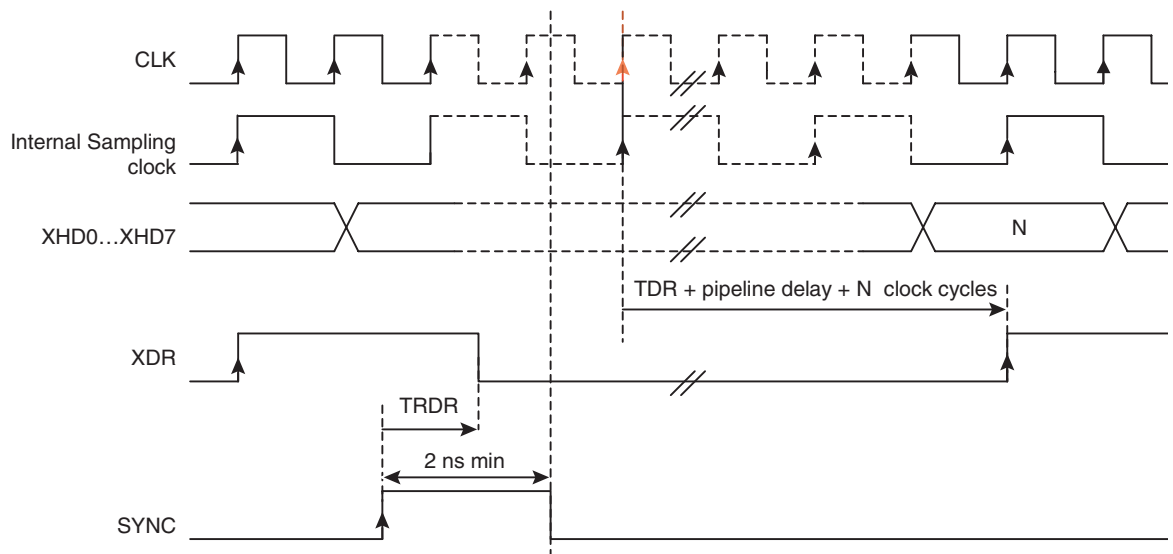 CLK
Internal Sampling
clock
XHD0…XHD7
N
TDR + pipeline delay + N clock cycles
XDR
TRDR
2 ns min
SYNC